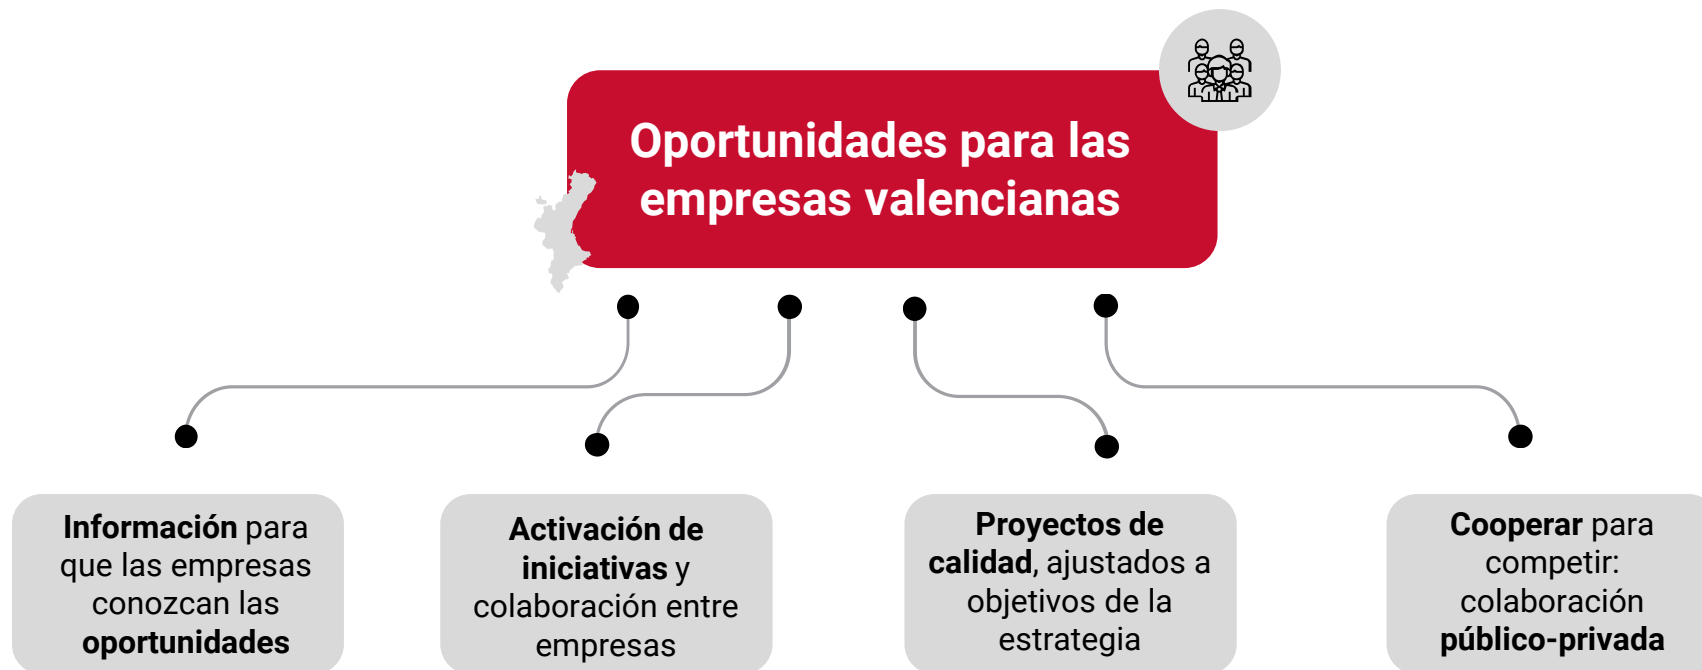 Oportunidades para las
empresas valencianas
Información para
que las empresas
conozcan las
oportunidades
Activación de
iniciativas y
colaboración entre
empresas
Proyectos de
calidad, ajustados a
objetivos de la
estrategia
Cooperar para
competir:
colaboración
público-privada